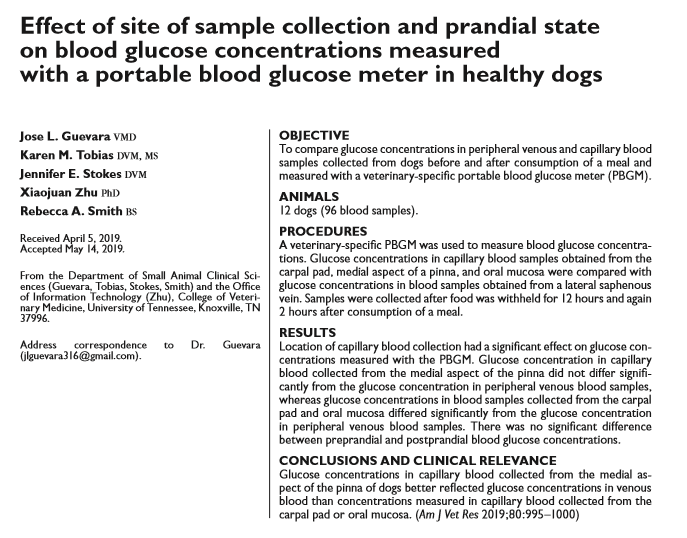 Effect of site of sample collection and prandial state
on blood glucose concentrations measured
with a portable blood glucose meter in healthy dogs
Jose L. Guevara VMD
Karen M. Tobias DVM, MS
Jennifer E. Stokes DVM
Xiaojuan Zhu PhD
Rebecca A. Smith BS
Received April 5, 2019.
Accepted May 14, 2019.
From the Department of Small Animal Clinical Sci-
ences (Guevara, Tobias, Stokes, Smith) and the Office
of Information Technology (Zhu), College of Veteri-
nary Medicine, University of Tennessee, Knoxville, TN
37996.
Address correspondence to Dr. Guevara
(jlguevara316@gmail.com).
OBJECTIVE
To compare glucose concentrations in peripheral venous and capillary blood
samples collected from dogs before and after consumption of a meal and
measured with a veterinary-specific portable blood glucose meter (PBGM).
ANIMALS
12 dogs (96 blood samples).
PROCEDURES
A veterinary-specific PBGM was used to measure blood glucose concentra-
tions. Glucose concentrations in capillary blood samples obtained from the
carpal pad, medial aspect of a pinna, and oral mucosa were compared with
glucose concentrations in blood samples obtained from a lateral saphenous
vein. Samples were collected after food was withheld for 12 hours and again
2 hours after consumption of a meal.
RESULTS
Location of capillary blood collection had a significant effect on glucose con-
centrations measured with the PBGM. Glucose concentration in capillary
blood collected from the medial aspect of the pinna did not differ signifi-
cantly from the glucose concentration in peripheral venous blood samples,
whereas glucose concentrations in blood samples collected from the carpal
pad and oral mucosa differed significantly from the glucose concentration
in peripheral venous blood samples. There was no significant difference
between preprandial and postprandial blood glucose concentrations.
CONCLUSIONS AND CLINICAL RELEVANCE
Glucose concentrations in capillary blood collected from the medial as-
pect of the pinna of dogs better reflected glucose concentrations in venous
blood than concentrations measured in capillary blood collected from the
carpal pad or oral mucosa. (Am J Vet Res 2019;80:995–1000)